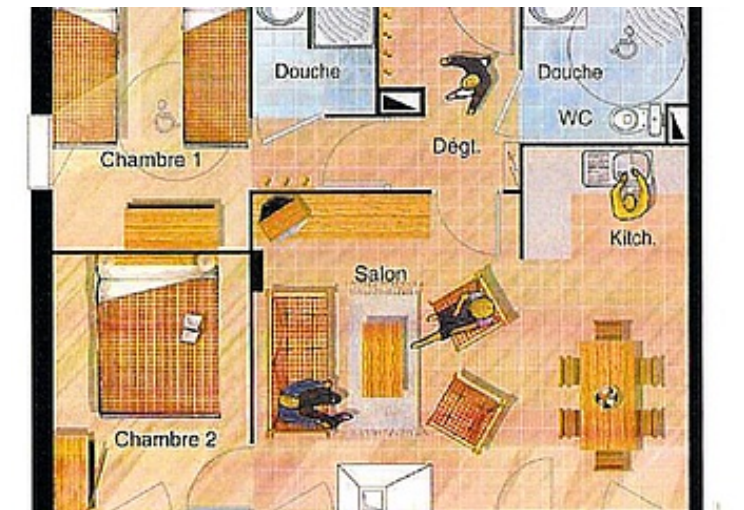 Douche
Douche
WC
Dégt.
Chambre 1
Kitch.
Salon
Chambre 2